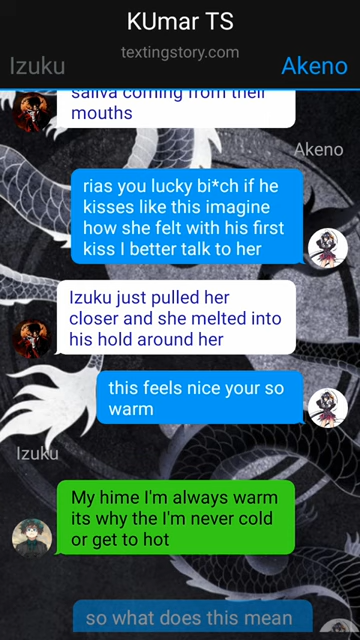 KUmar TS
textingstory.com
Izuku
Akeno
saliva coming from their
mouths
Akeno
rias you lucky bi*ch if he
kisses like this imagine
how she felt with his first
kiss I better talk to her
Izuku just pulled her
closer and she melted into
his hold around her
this feels nice your so
warm
Izuku
My hime I'm always warm
its why the I'm never cold
or get to hot
so what does this mean